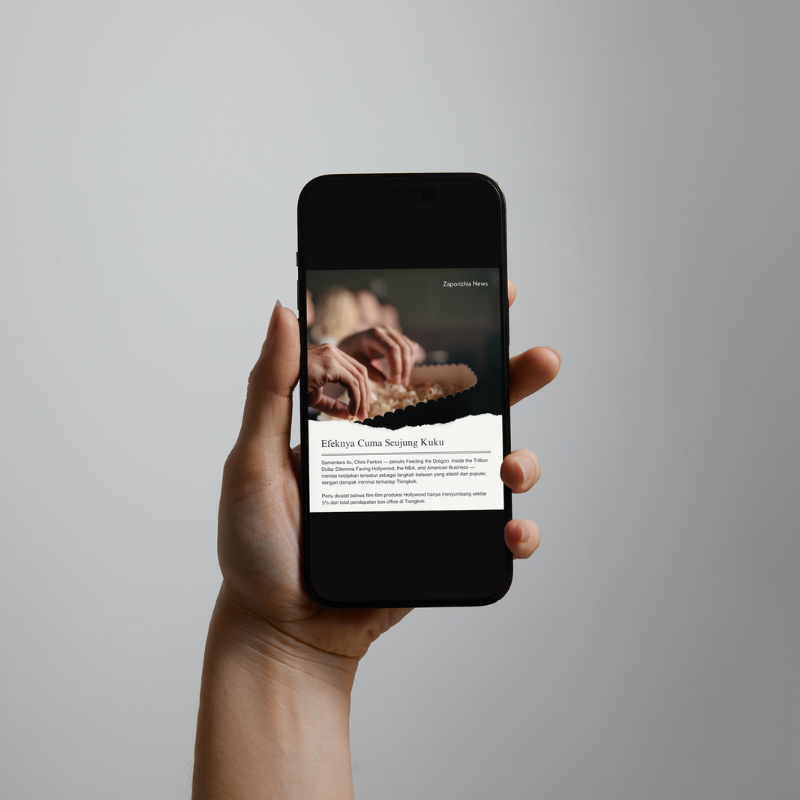 Zaporizhia News
Efeknya Cuma Seujung Kuku
Sementara itu, Chris Fenton — penulis Feeding the Dragon: Inside the Trillion
Dollar Dilemma Facing Hollywood, the NBA, and American Business —
menilai kebijakan tersebut sebagai langkah balasan yang efektif dan populer,
dengan dampak minimal terhadap Tiongkok.
Perlu dicatat bahwa film-film produksi Hollywood hanya menyumbang sekitar
5% dari total pendapatan box office di Tiongkok.